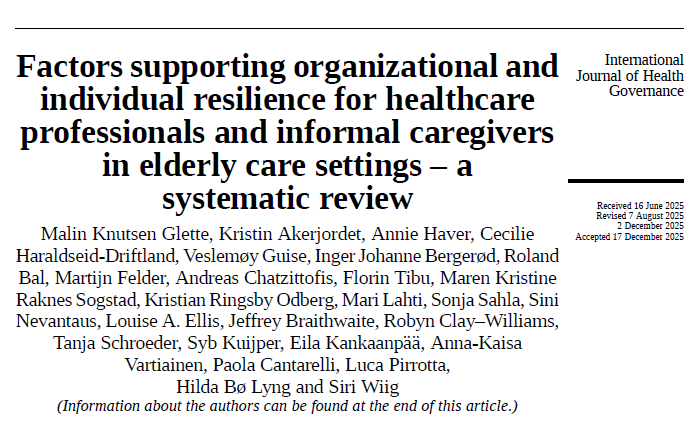 Factors supporting organizational and
individual resilience for healthcare
professionals and informal caregivers
in elderly care settings – a
systematic review
Malin Knutsen Glette, Kristin Akerjordet, Annie Haver, Cecilie
Haraldseid-Driftland, Veslemøy Guise, Inger Johanne Bergerød, Roland
Bal, Martijn Felder, Andreas Chatzittofis, Florin Tibu, Maren Kristine
Raknes Sogstad, Kristian Ringsby Odberg, Mari Lahti, Sonja Sahla, Sini
Nevantaus, Louise A. Ellis, Jeffrey Braithwaite, Robyn Clay–Williams,
Tanja Schroeder, Syb Kuijper, Eila Kankaanpää, Anna-Kaisa
Vartiainen, Paola Cantarelli, Luca Pirrotta,
Hilda Bø Lyng and Siri Wiig
(Information about the authors can be found at the end of this article.)
International
Journal of Health
Governance
Received 16 June 2025
Revised 7 August 2025
2 December 2025
Accepted 17 December 2025